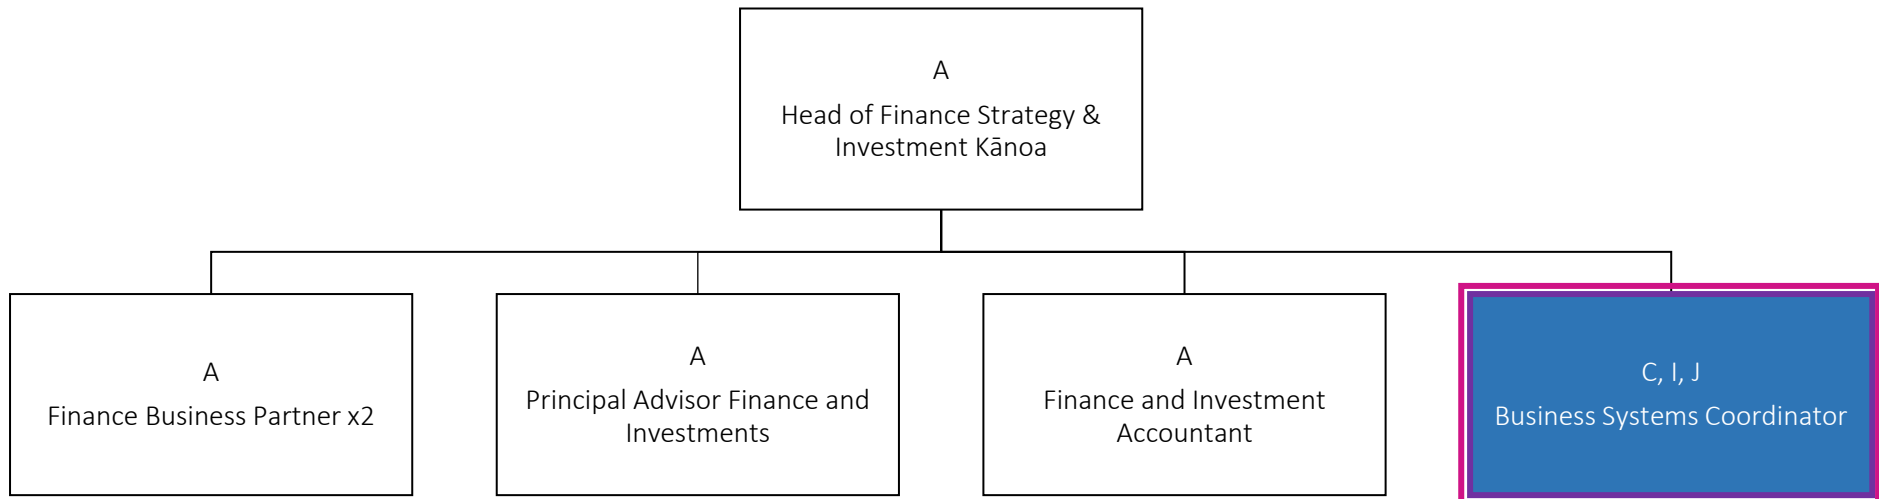 A
Head of Finance Strategy &
Investment Kānoa
A
Finance Business Partner x2
A
Principal Advisor Finance and
Investments
A
Finance and Investment
Accountant
C, I, J
Business Systems Coordinator